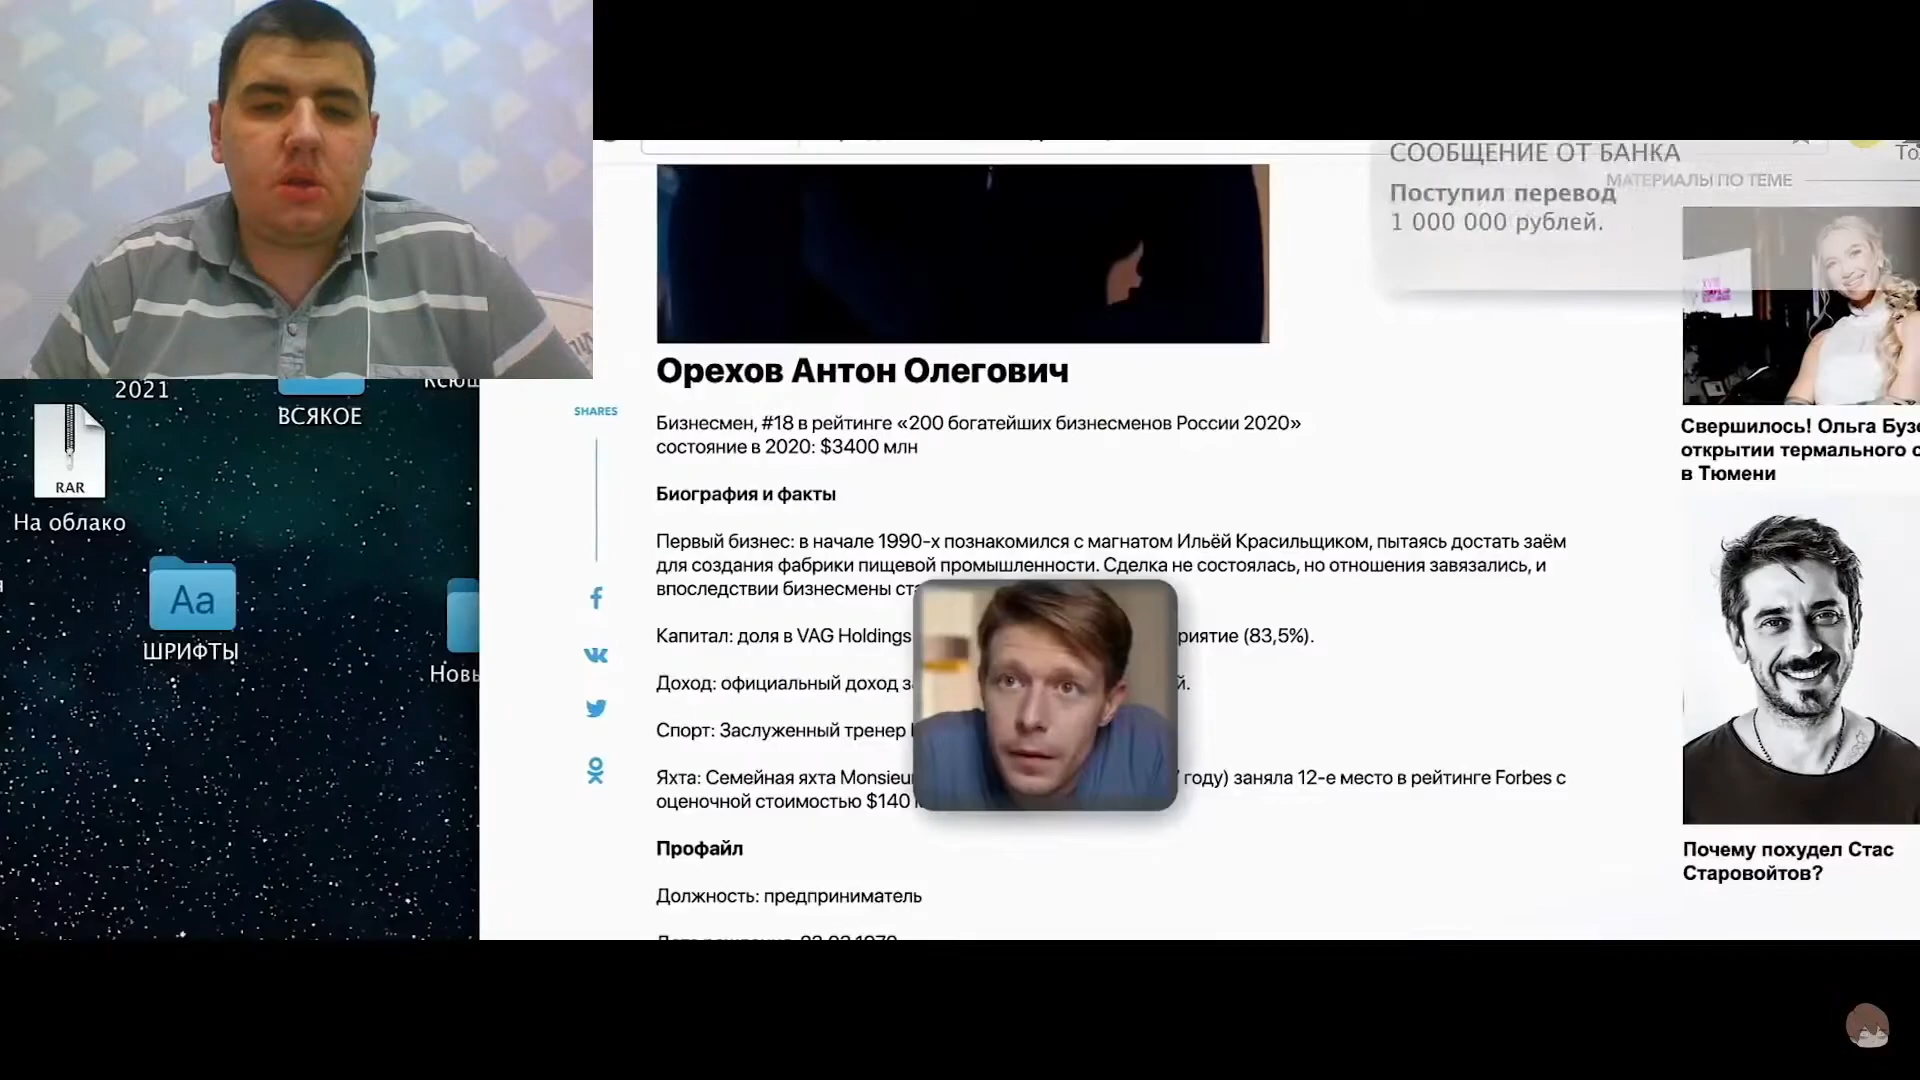 СООБЩЕНИЕ ОТ БАНКА
Поступил перевод
1 000 000 рублей.
МАТЕРИАЛЫ ПО ТЕМЕ
2021
ВСЯКОЕ
RAR
На облако
Aa
ШРИФТЫ
SHARES
Орехов Антон Олегович
Бизнесмен, #18 в рейтинге «200 богатейших бизнесменов России 2020»
состояние в 2020: $3400 млн
Биография и факты
Первый бизнес: в начале 1990-х познакомился с магнатом Ильёй Красильщиком, пытаясь достать заём
для создания фабрики пищевой промышленности. Сделка не состоялась, но отношения завязались, и
впоследствии бизнесмены
Капитал: доля в VAG Holdings (83,5%).
Доход: официальный доход
Спорт: Заслуженный тренер
Яхта: Семейная яхта Monsieur году) заняла 12-е место в рейтинге Forbes с
оценочной стоимостью $140
Профайл
Должность: предприниматель
Свершилось! Ольга
открытии термального
в Тюмени
Почему похудел Стас
Старовойтов?